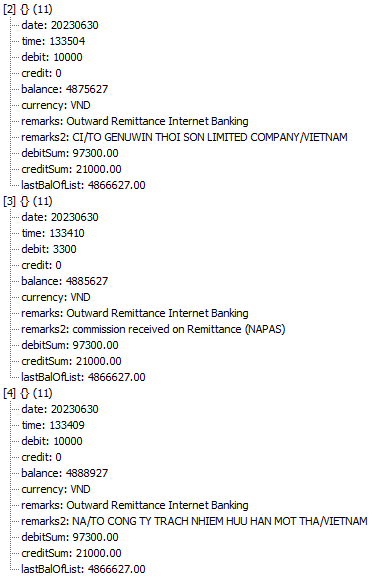 [2] {} (11)
date: 20230630
time: 133504
debit: 10000
credit: 0
balance: 4875627
currency: VND
remarks: Outward Remittance Internet Banking
remarks2: CI/TO GENUWIN THOI SON LIMITED COMPANY/VIETNAM
debitSum: 97300.00
creditSum: 21000.00
lastBalOfList: 4866627.00
[3] {} (11)
date: 20230630
time: 133410
debit: 3300
credit: 0
balance: 4885627
currency: VND
remarks: Outward Remittance Internet Banking
remarks2: commission received on Remittance (NAPAS)
debitSum: 97300.00
creditSum: 21000.00
lastBalOfList: 4866627.00
[4] {} (11)
date: 20230630
time: 133409
debit: 10000
credit: 0
balance: 4888927
currency: VND
remarks: Outward Remittance Internet Banking
remarks2: NA/TO CONG TY TRACH NHIEM HUU HAN MOT THA/VIETNAM
debitSum: 97300.00
creditSum: 21000.00
lastBalOfList: 4866627.00